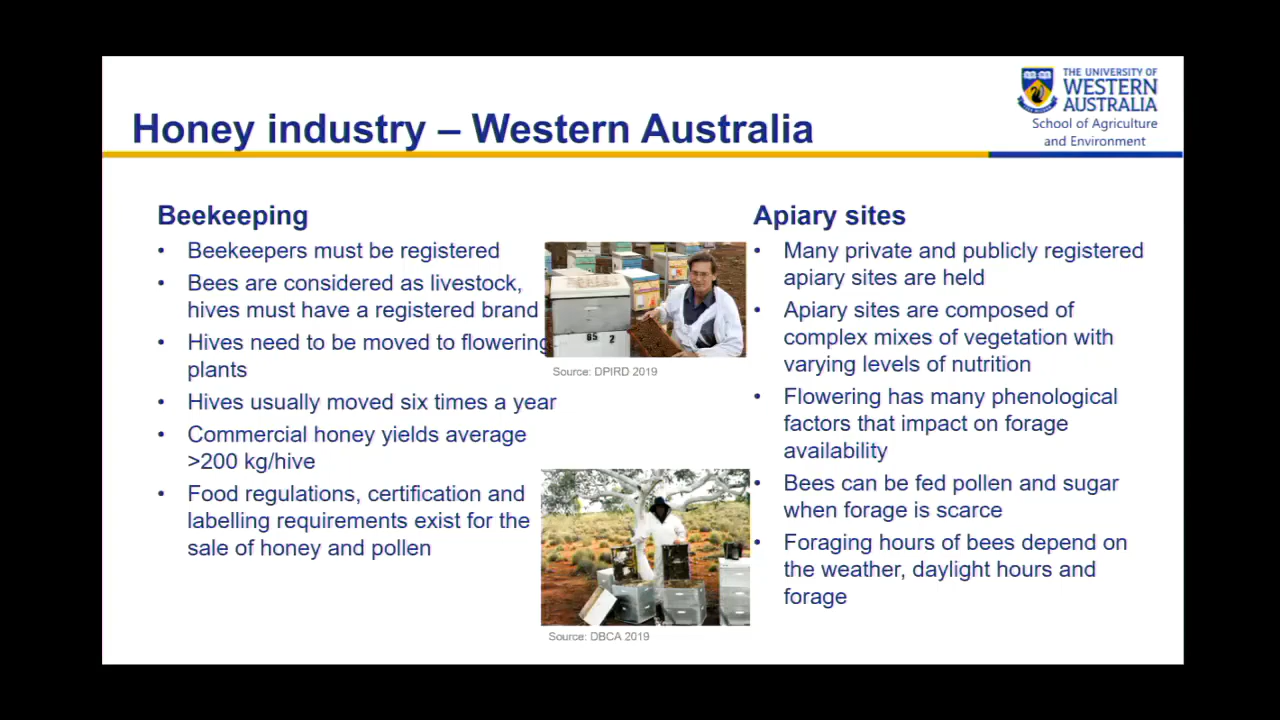 THE UNIVERSITY OF
WESTERN
AUSTRALIA
School of Agriculture
and Environment
Honey industry – Western Australia
Beekeeping
• Beekeepers must be registered
• Bees are considered as livestock,
hives must have a registered brand
• Hives need to be moved to flowering
plants
• Hives usually moved six times a year
• Commercial honey yields average
>200 kg/hive
• Food regulations, certification and
labelling requirements exist for the
sale of honey and pollen
65 2
Source: DPIRD 2019
Source: DBCA 2019
Apiary sites
• Many private and publicly registered
apiary sites are held
• Apiary sites are composed of
complex mixes of vegetation with
varying levels of nutrition
• Flowering has many phenological
factors that impact on forage
availability
• Bees can be fed pollen and sugar
when forage is scarce
• Foraging hours of bees depend on
the weather, daylight hours and
forage